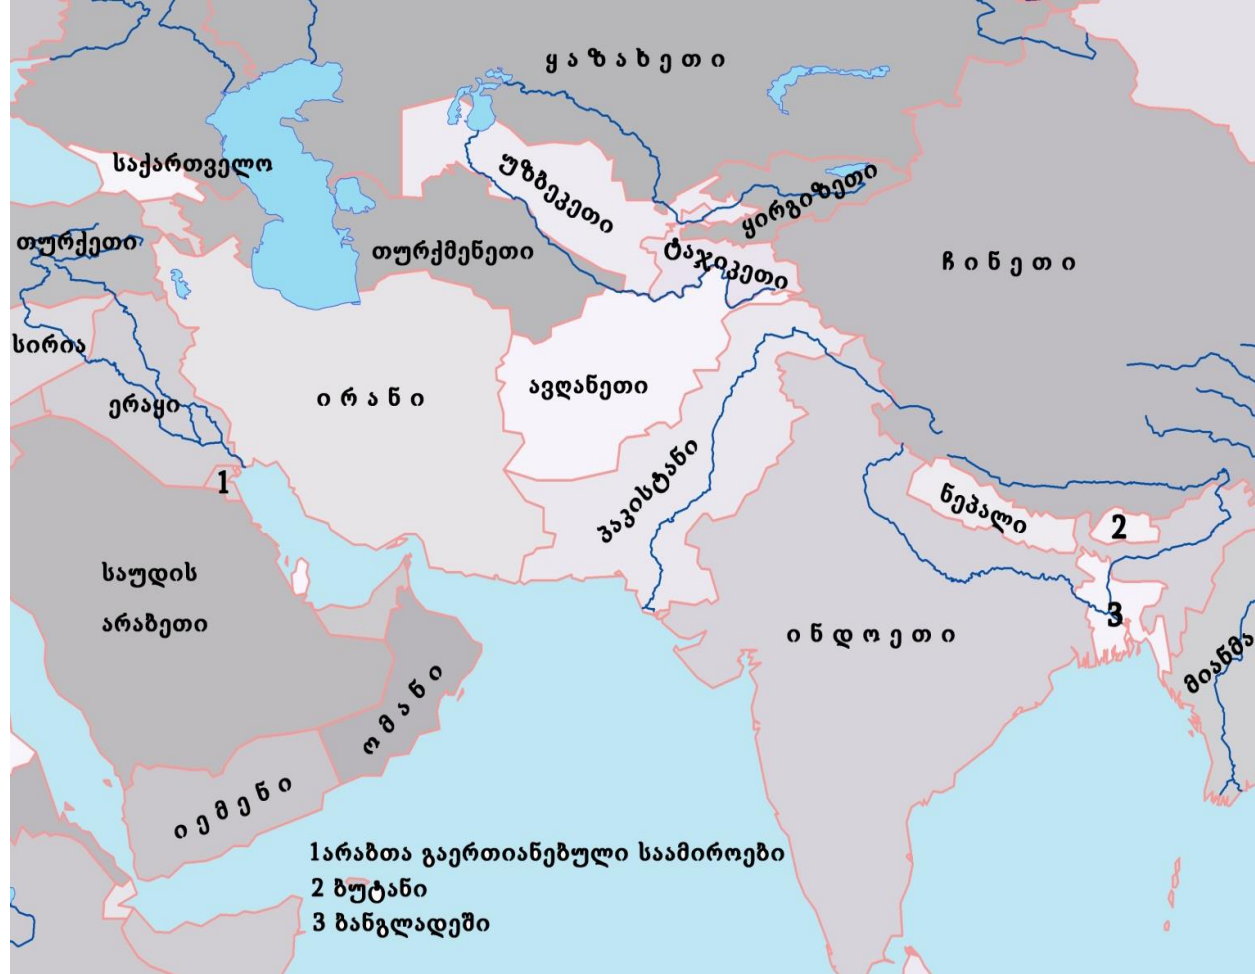 ყაზახეთი
საქართველო
უზბეკეთი
ყირგიზეთი
თურქეთი
თურქმენეთი
ტაჯიკეთი
ჩინეთი
სირია
ირანი
ავღანეთი
ერაყი
პაკისტანი
1
ნეპალი
2
საუდის
არაბეთი
3
ინდოეთი
მიანმა
ომანი
იემენი
1არაბთა გაერთიანებული საამიროები
2 ბუტანი
3 ბანგლადეში